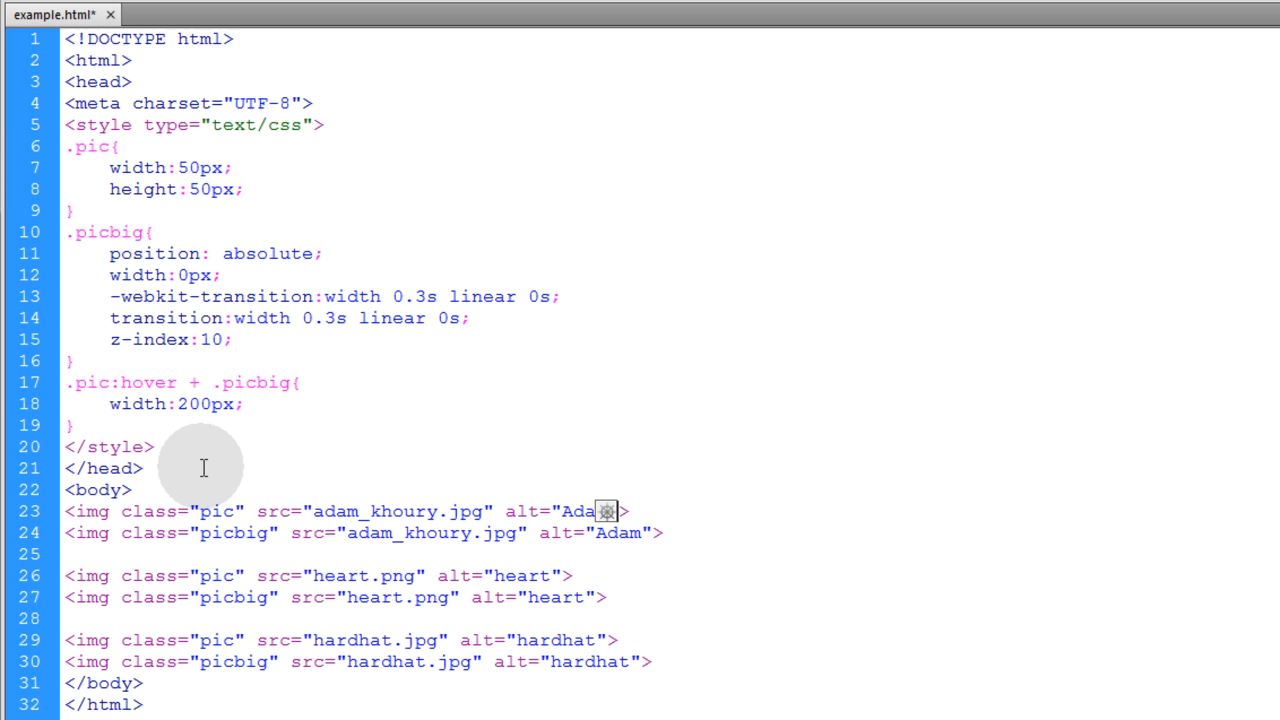 example.html* ×
1 <!DOCTYPE html>
2 <html>
3 <head>
4 <meta charset="UTF-8">
5 <style type="text/css">
6 .pic{
7 width:50px;
8 height:50px;
9 }
10 .picbig{
11 position: absolute;
12 width:0px;
13 -webkit-transition:width 0.3s linear 0s;
14 transition:width 0.3s linear 0s;
15 z-index:10;
16 }
17 .pic:hover + .picbig{
18 width:200px;
19 }
20 </style>
21 </head>
22 <body>
23 <img class="pic" src="adam_khoury.jpg" alt="Ada >
24 <img class="picbig" src="adam_khoury.jpg" alt="Adam">
25
26 <img class="pic" src="heart.png" alt="heart">
27 <img class="picbig" src="heart.png" alt="heart">
28
29 <img class="pic" src="hardhat.jpg" alt="hardhat">
30 <img class="picbig" src="hardhat.jpg" alt="hardhat">
31 </body>
32 </html>